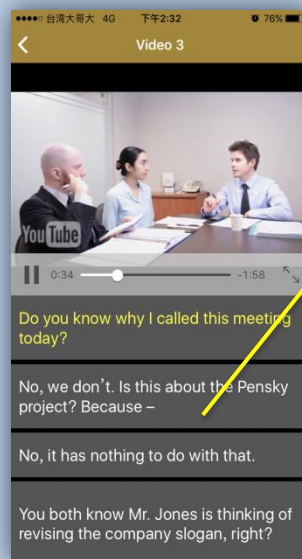 台湾大哥大 4G 下午2:32 76%
Video 3
YouTube
0:34 -1:58
Do you know why I called this meeting
today?
No, we don't. Is this about the Pensky
project? Because –
No, it has nothing to do with that.
You both know Mr. Jones is thinking of
revising the company slogan, right?